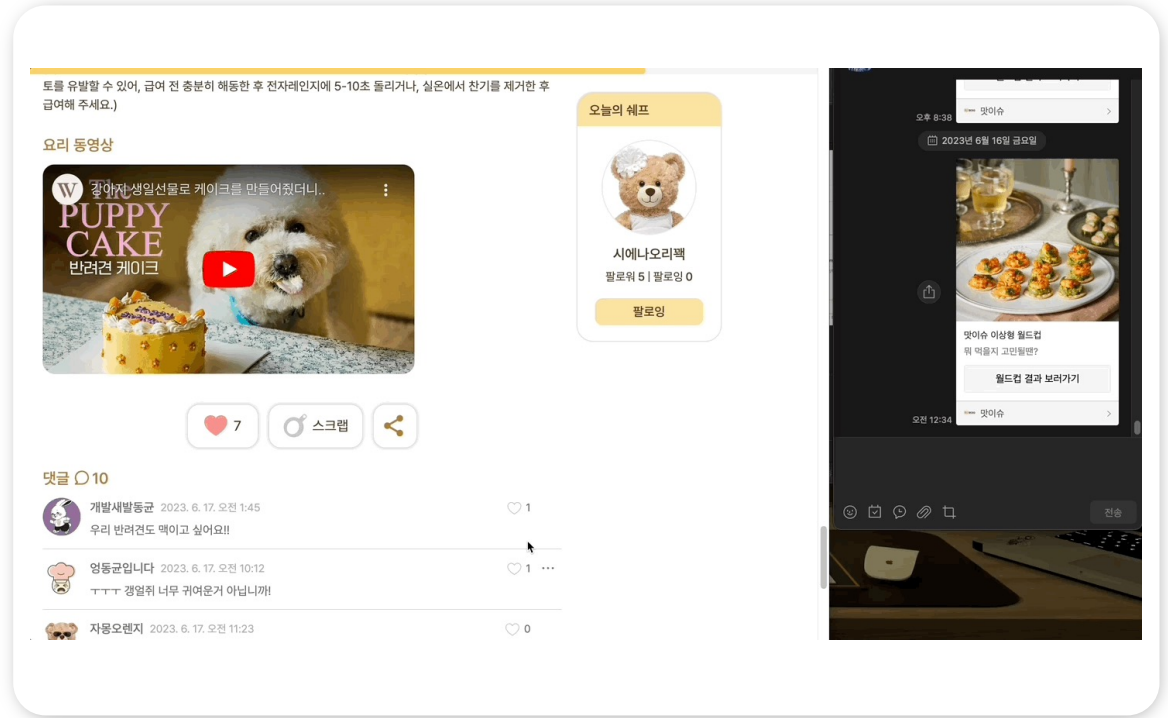 토를 유발할 수 있어, 급여 전 충분히 해동한 후 전자레인지에 5-10초 돌리거나, 실온에서 찬기를 제거한 후
급여해 주세요.)
요리 동영상
W
강아지 생일선물로 케이크를 만들어줬더니..
The
PUPPY
CAKE
반려견 케이크
7
스크랩
댓글 10
개발새발동균 2023. 6. 17. 오전 1:45
1
우리 반려견도 맥이고 싶어요!!
엉동균입니다 2023. 6. 17. 오전 10:12
1
ㅜㅜㅜ 갱얼쥐 너무 귀여운거 아닙니까!
자몽오렌지 2023. 6. 17. 오전 11:23
0
오늘의 쉐프
시에나오리꽥
팔로워 5 | 팔로잉 0
팔로잉
맛이슈
오후 8:38
2023년 6월 16일 금요일
맛이슈 이상형 월드컵
뭐 먹을지 고민될땐?
월드컵 결과 보러가기
맛이슈
오전 12:34
전송